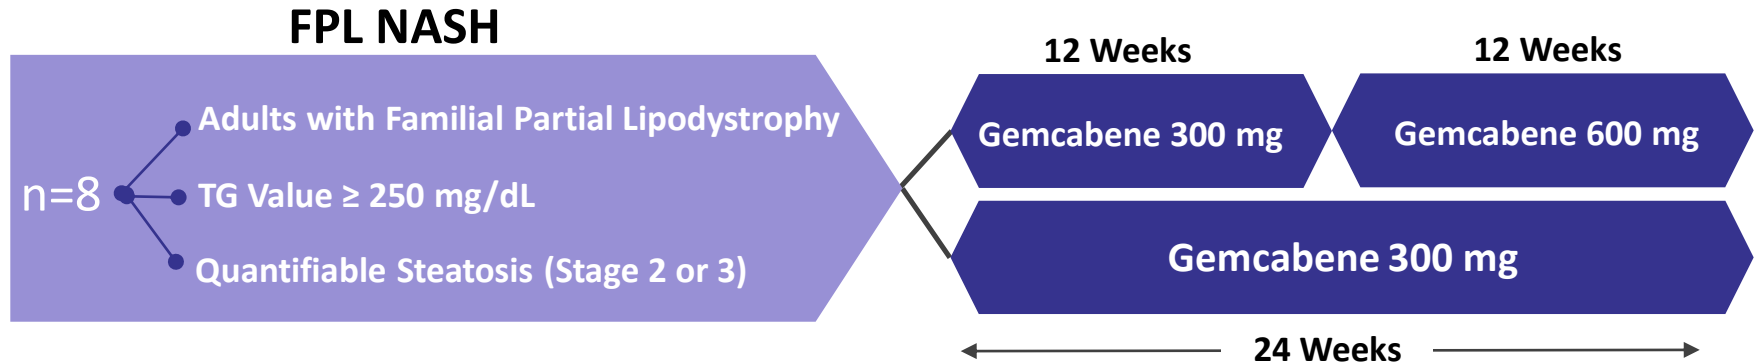 FPL NASH
n=8
Adults with Familial Partial Lipodystrophy
TG Value ≥ 250 mg/dL
Quantifiable Steatosis (Stage 2 or 3)
12 Weeks
12 Weeks
Gemcabene 300 mg
Gemcabene 600 mg
Gemcabene 300 mg
24 Weeks